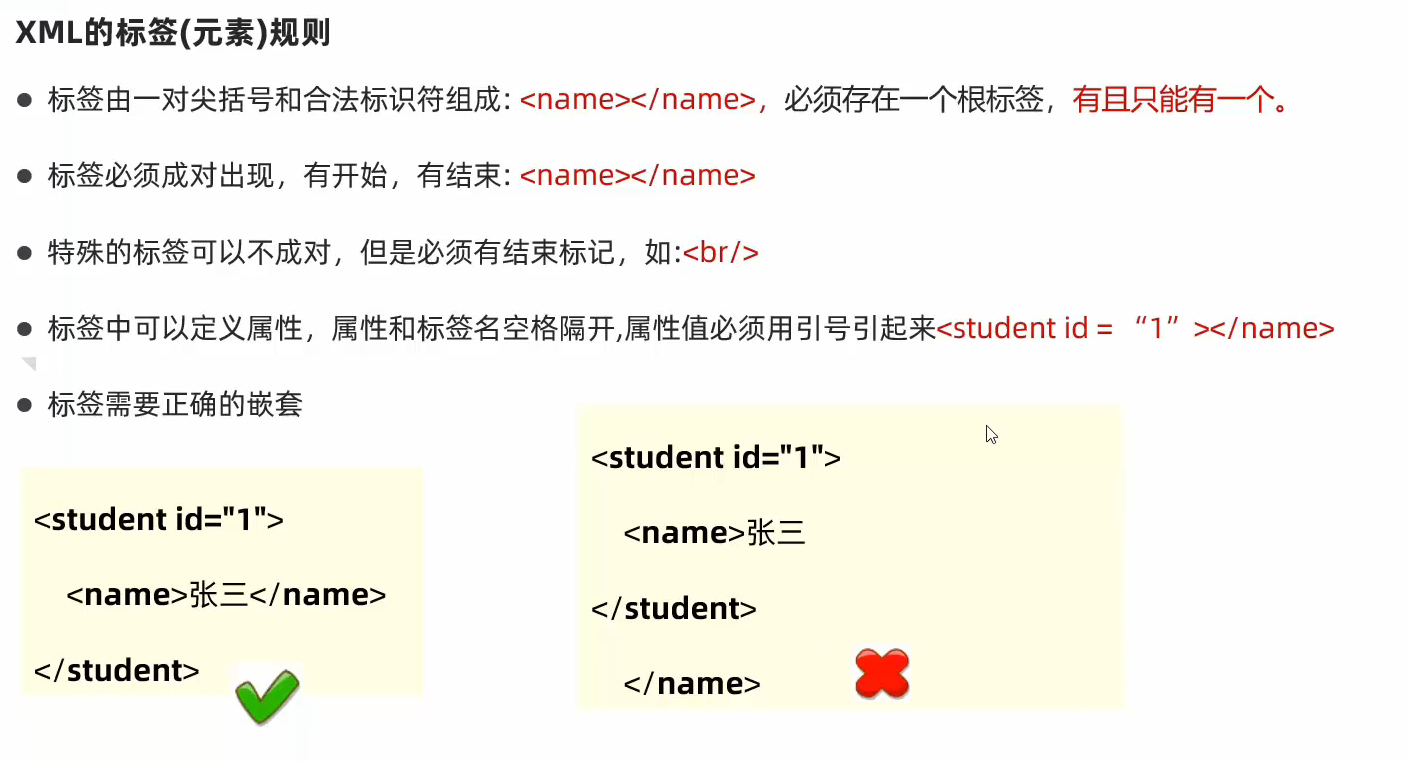 XML的标签(元素)规则
● 标签由一对尖括号和合法标识符组成: <name></name>，必须存在一个根标签，有且只能有一个。
● 标签必须成对出现，有开始，有结束: <name></name>
● 特殊的标签可以不成对，但是必须有结束标记，如:<br/>
● 标签中可以定义属性，属性和标签名空格隔开,属性值必须用引号引起来<student id = “1” ></name>
● 标签需要正确的嵌套
<student id="1">
<name>张三</name>
</student>
<student id="1">
<name>张三
</student>
</name>